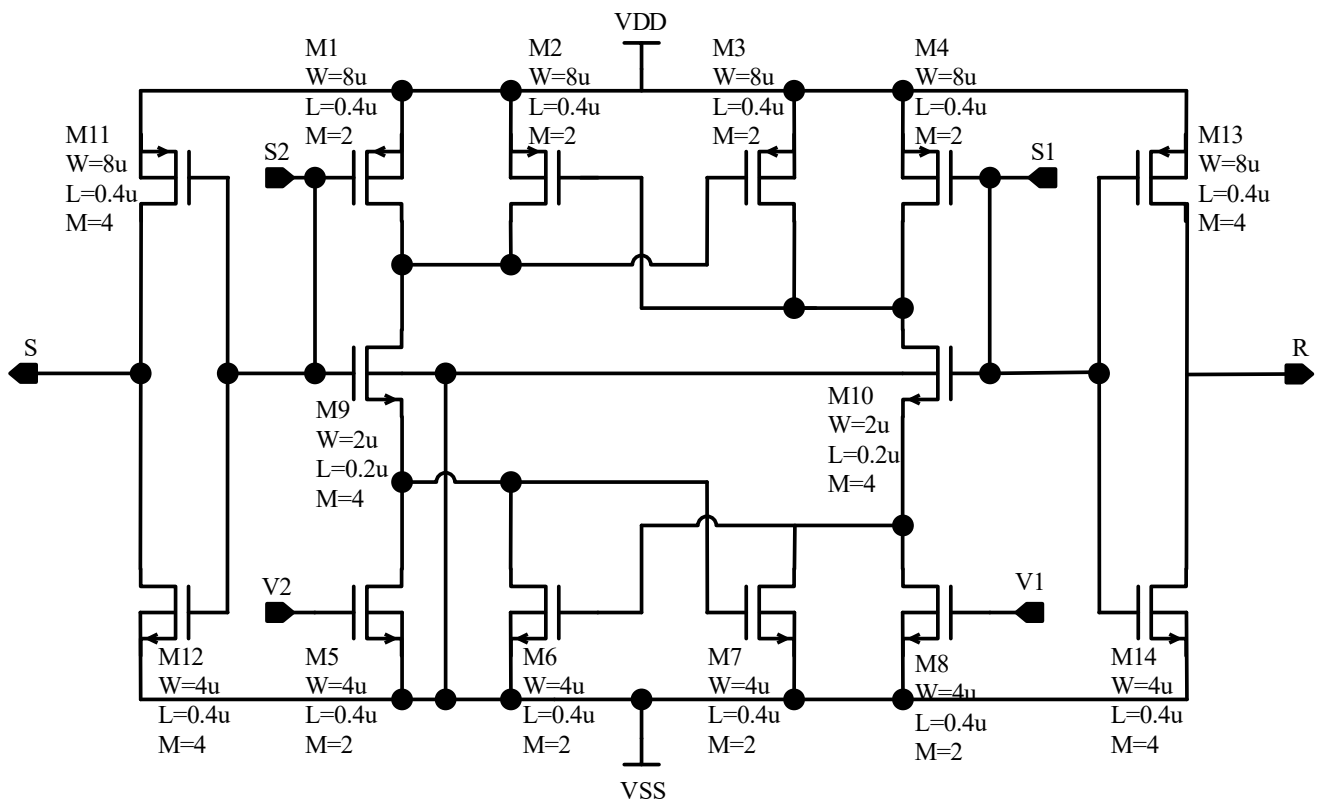 VDD
M1
W=8u
L=0.4u
M=2
M2
W=8u
L=0.4u
M=2
M3
W=8u
L=0.4u
M=2
M4
W=8u
L=0.4u
M=2
M11
W=8u
L=0.4u
M=4
S2
S1
M13
W=8u
L=0.4u
M=4
S
R
M9
W=2u
L=0.2u
M=4
M10
W=2u
L=0.2u
M=4
V2
V1
M12
W=4u
L=0.4u
M=4
M5
W=4u
L=0.4u
M=2
M6
W=4u
L=0.4u
M=2
M7
W=4u
L=0.4u
M=2
M8
W=4u
L=0.4u
M=2
M14
W=4u
L=0.4u
M=4
VSS